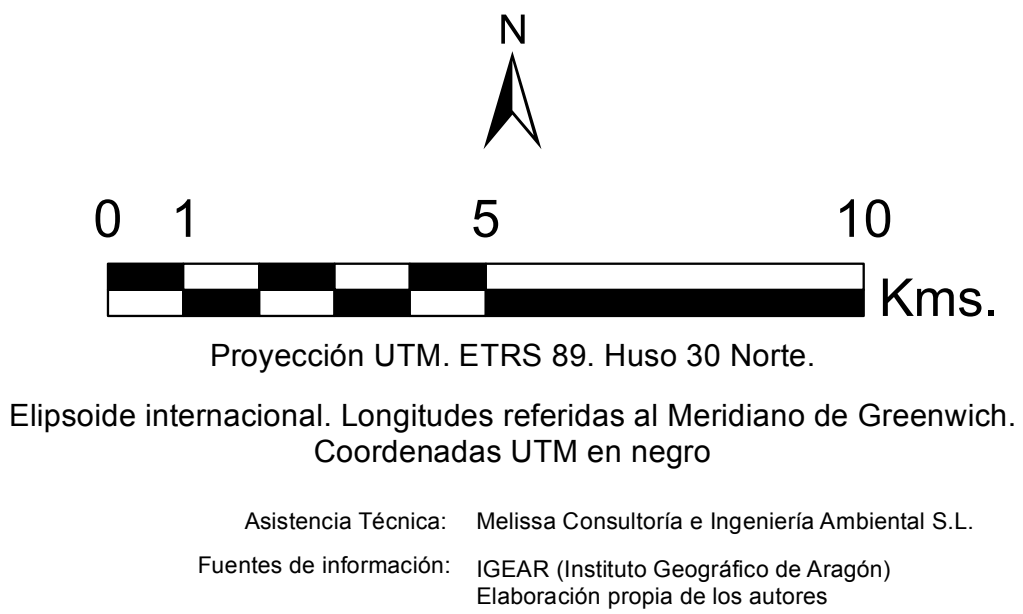 N
0 1 5 10
Kms.
Proyección UTM. ETRS 89. Huso 30 Norte.
Elipsoide internacional. Longitudes referidas al Meridiano de Greenwich.
Coordenadas UTM en negro
Asistencia Técnica: Melissa Consultoría e Ingeniería Ambiental S.L.
Fuentes de información: IGEAR (Instituto Geográfico de Aragón)
Elaboración propia de los autores